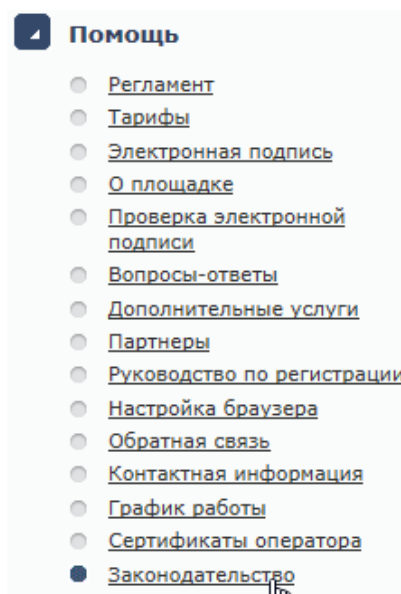 Помощь
Регламент
Тарифы
Электронная подпись
О площадке
Проверка электронной
подписи
Вопросы-ответы
Дополнительные услуги
Партнеры
Руководство по регистрации
Настройка браузера
Обратная связь
Контактная информация
График работы
Сертификаты оператора
Законодательство